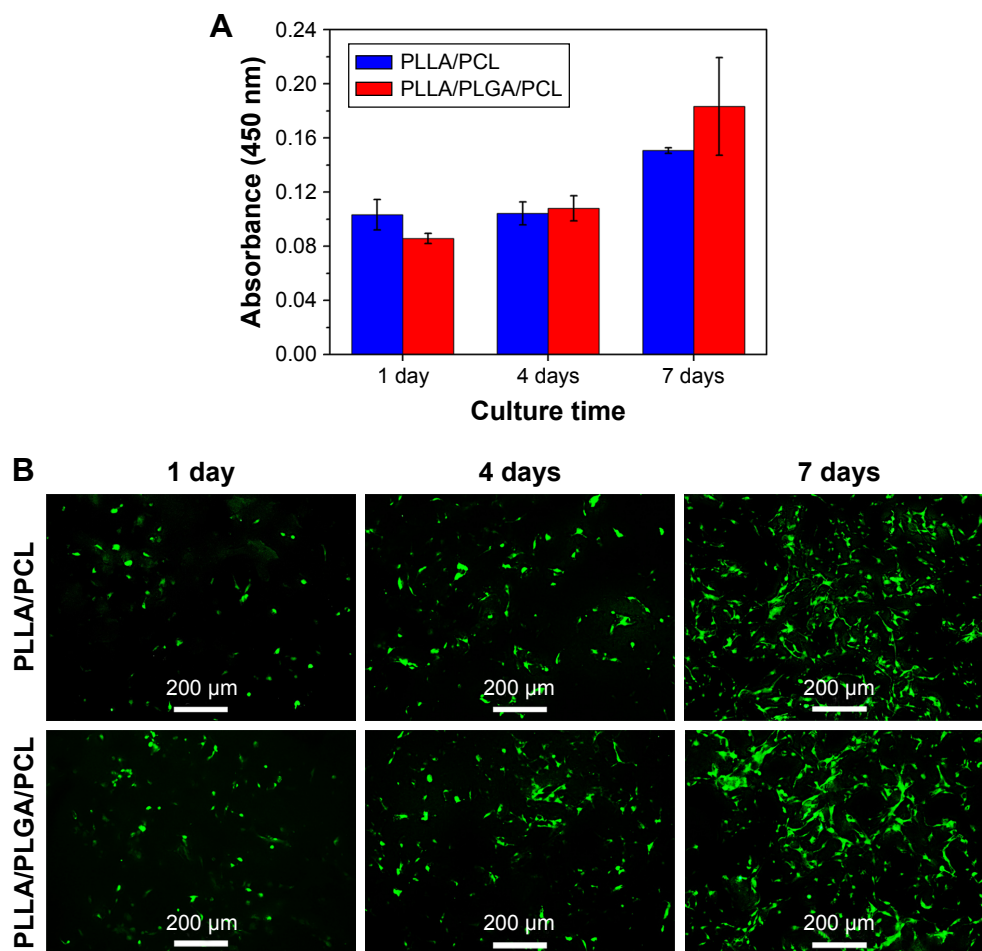 A
Absorbance (450 nm)
0.24
0.20
0.16
0.12
0.08
0.04
0.00
PLLA/PCL
PLLA/PLGA/PCL
1 day
4 days
7 days
Culture time
B
1 day
4 days
7 days
PLLA/PCL
200 μm
200 μm
200 μm
PLLA/PLGA/PCL
200 μm
200 μm
200 μm